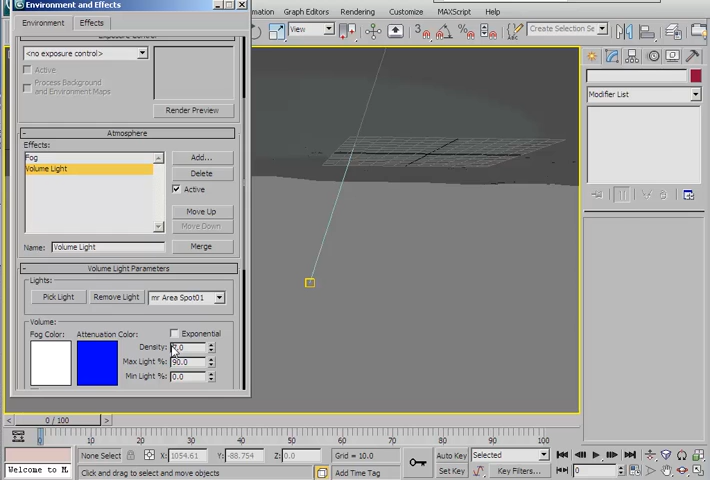 Environment and Effects
mation Graph Editors Rendering Customize MAXScript Help
Environment Effects
View
Create Selection Se
Exposure Control
<no exposure control>
Active
Process Background
and Environment Maps
Render Preview
Modifier List
Atmosphere
Effects:
Fog
Volume Light
Add...
Delete
Active
Move Up
Move Down
Name: Volume Light
Merge
Volume Light Parameters
Lights:
Pick Light Remove Light mr Area Spot01
Volume:
Fog Color: Attenuation Color: Exponential
Density:
Max Light %: 90.0
Min Light %: 0.0
< 0 / 100 >
0 10 20 30 40 50 60 70 80 90 100
None Selec X: 1054.61 Y: -88.754 Z: 0.0 Grid = 10.0 Auto Key Selected
Welcome to M Click and drag to select and move objects Add Time Tag Set Key Key Filters... 0